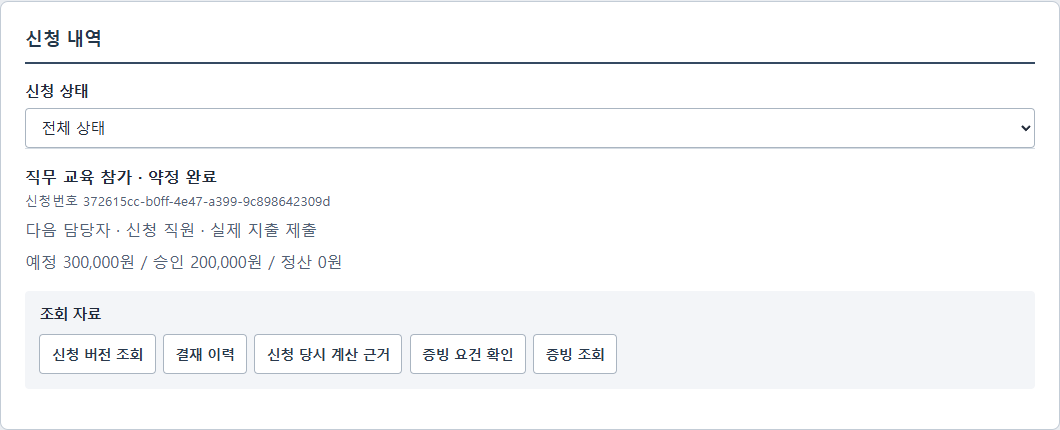 신청 내역
신청 상태
전체 상태
직무 교육 참가 · 약정 완료
신청번호 372615cc-b0ff-4e47-a399-9c898642309d
다음 담당자 · 신청 직원 · 실제 지출 제출
예정 300,000원 / 승인 200,000원 / 정산 0원
조회 자료
신청 버전 조회 결재 이력 신청 당시 계산 근거 증빙 요건 확인 증빙 조회